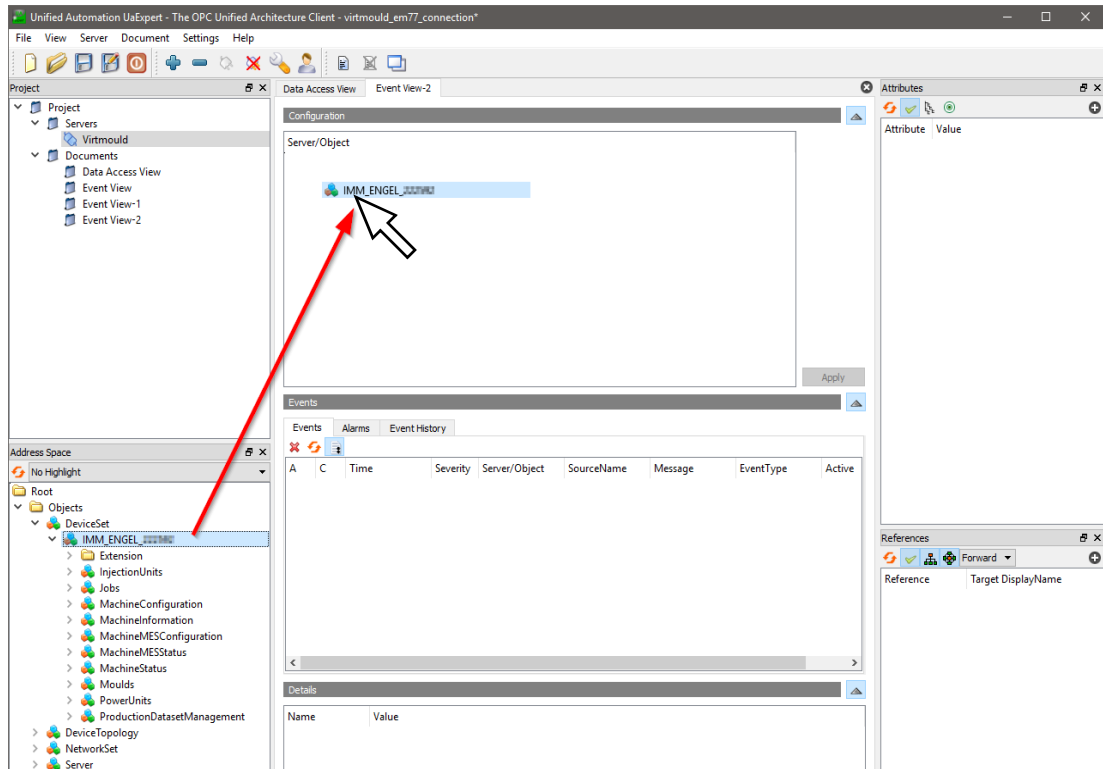 Unified Automation UaExpert - The OPC Unified Architecture Client - virtmould_em77_connection*
File View Server Document Settings Help
Project
Project
Servers
Virtmould
Documents
Data Access View
Event View
Event View-1
Event View-2
Address Space
No Highlight
Root
Objects
DeviceSet
IMM_ENGEL_
Extension
InjectionUnits
Jobs
MachineConfiguration
MachineInformation
MachineMESConfiguration
MachineMESStatus
MachineStatus
Moulds
PowerUnits
ProductionDatasetManagement
DeviceTopology
NetworkSet
Server
Data Access View Event View-2
Configuration
Server/Object
IMM_ENGEL_
Apply
Events
Events Alarms Event History
A C Time Severity Server/Object SourceName Message EventType Active
Details
Name Value
Attributes
Attribute Value
References
Forward
Reference Target DisplayName